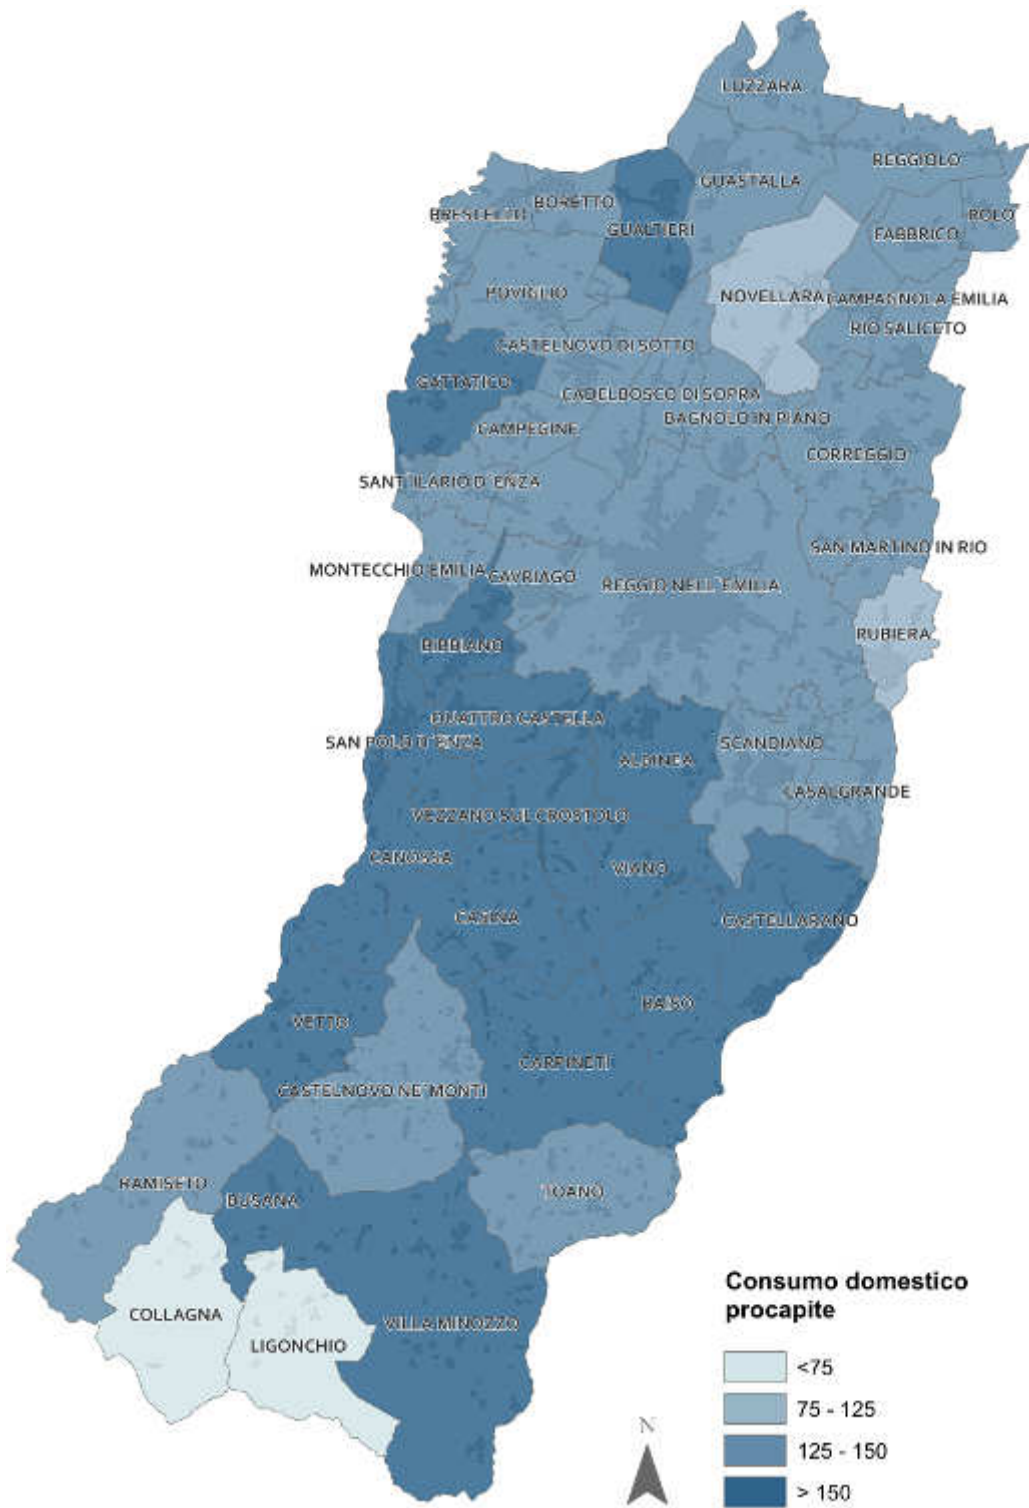 LUZZARA
REGGIOLO
GUASTALLA
BORETTO
BRESCELLO
ROLO
GUALTIERI
FABBRICO
POVIGLIO
NOVELLARA
CAMPAGNOLA EMILIA
RIO SALICETO
CASTELNOVO DI SOTTO
GATTATICO
CADELBOSCO DI SOPRA
BAGNOLO IN PIANO
CAMPEGINE
CORREGGIO
SANT'ILARIO D'ENZA
SAN MARTINO IN RIO
MONTECCHIO EMILIA
CAVRIAGO
REGGIO NELL'EMILIA
RUBIERA
BIBBIANO
QUATTRO CASTELLA
SAN POLO D'ENZA
SCANDIANO
ALBINEA
CASALGRANDE
VEZZANO SUL CROSTOLO
CANOSSA
VIANO
CASINA
CASTELLARANO
BAISO
VETTO
CARPINETI
CASTELNOVO NE'MONTI
RAMISETO
TOANO
BUSANA
COLLAGNA
VILLA MINOZZO
LIGONCHIO
Consumo domestico
procapite
<75
75 - 125
125 - 150
> 150
N